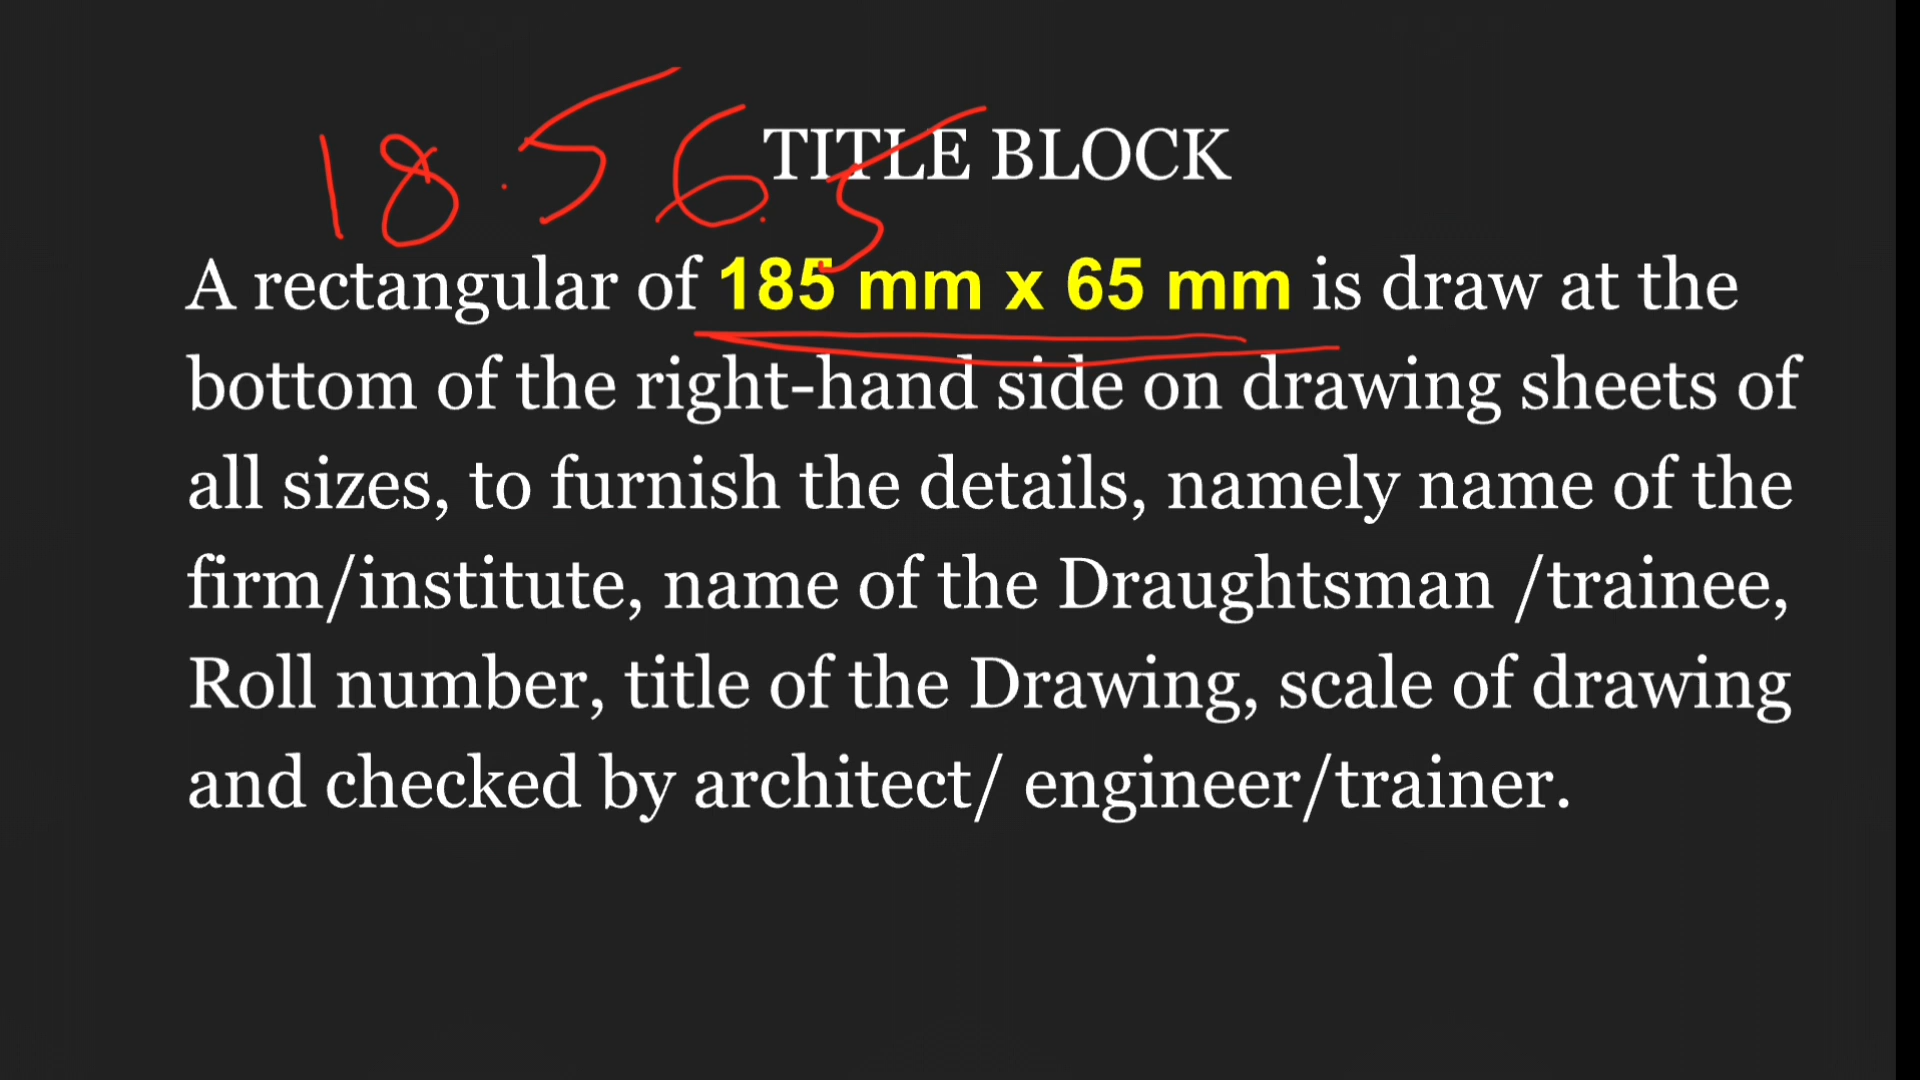 18.5 6.5
TITLE BLOCK
A rectangular of 185 mm x 65 mm is draw at the
bottom of the right-hand side on drawing sheets of
all sizes, to furnish the details, namely name of the
firm/institute, name of the Draughtsman /trainee,
Roll number, title of the Drawing, scale of drawing
and checked by architect/ engineer/trainer.